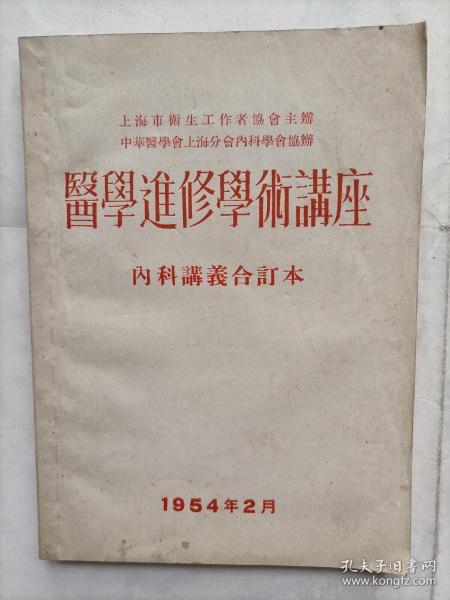 上海市衛生工作者協會主辦
中華醫學會上海分會內科學會協辦
醫學進修學術講座
內科講義合訂本
1954年2月
孔夫子旧书网
www.kongfz.com